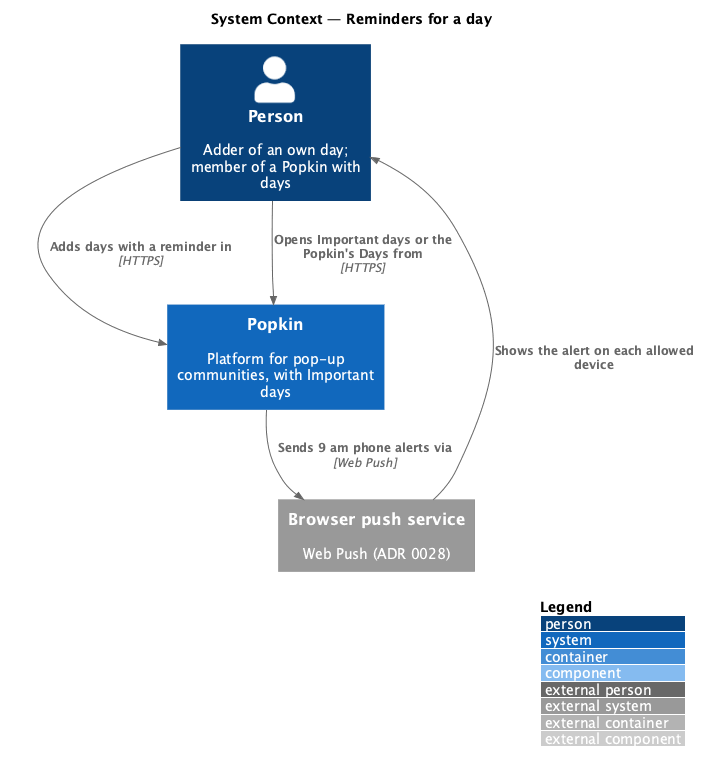 System Context — Reminders for a day
Person
Adder of an own day;
member of a Popkin with
days
Adds days with a reminder in
[HTTPS]
Opens Important days or the
Popkin's Days from
[HTTPS]
Popkin
Platform for pop-up
communities, with Important
days
Shows the alert on each allowed
device
Sends 9 am phone alerts via
[Web Push]
Browser push service
Web Push (ADR 0028)
Legend
person
system
container
component
external person
external system
external container
external component